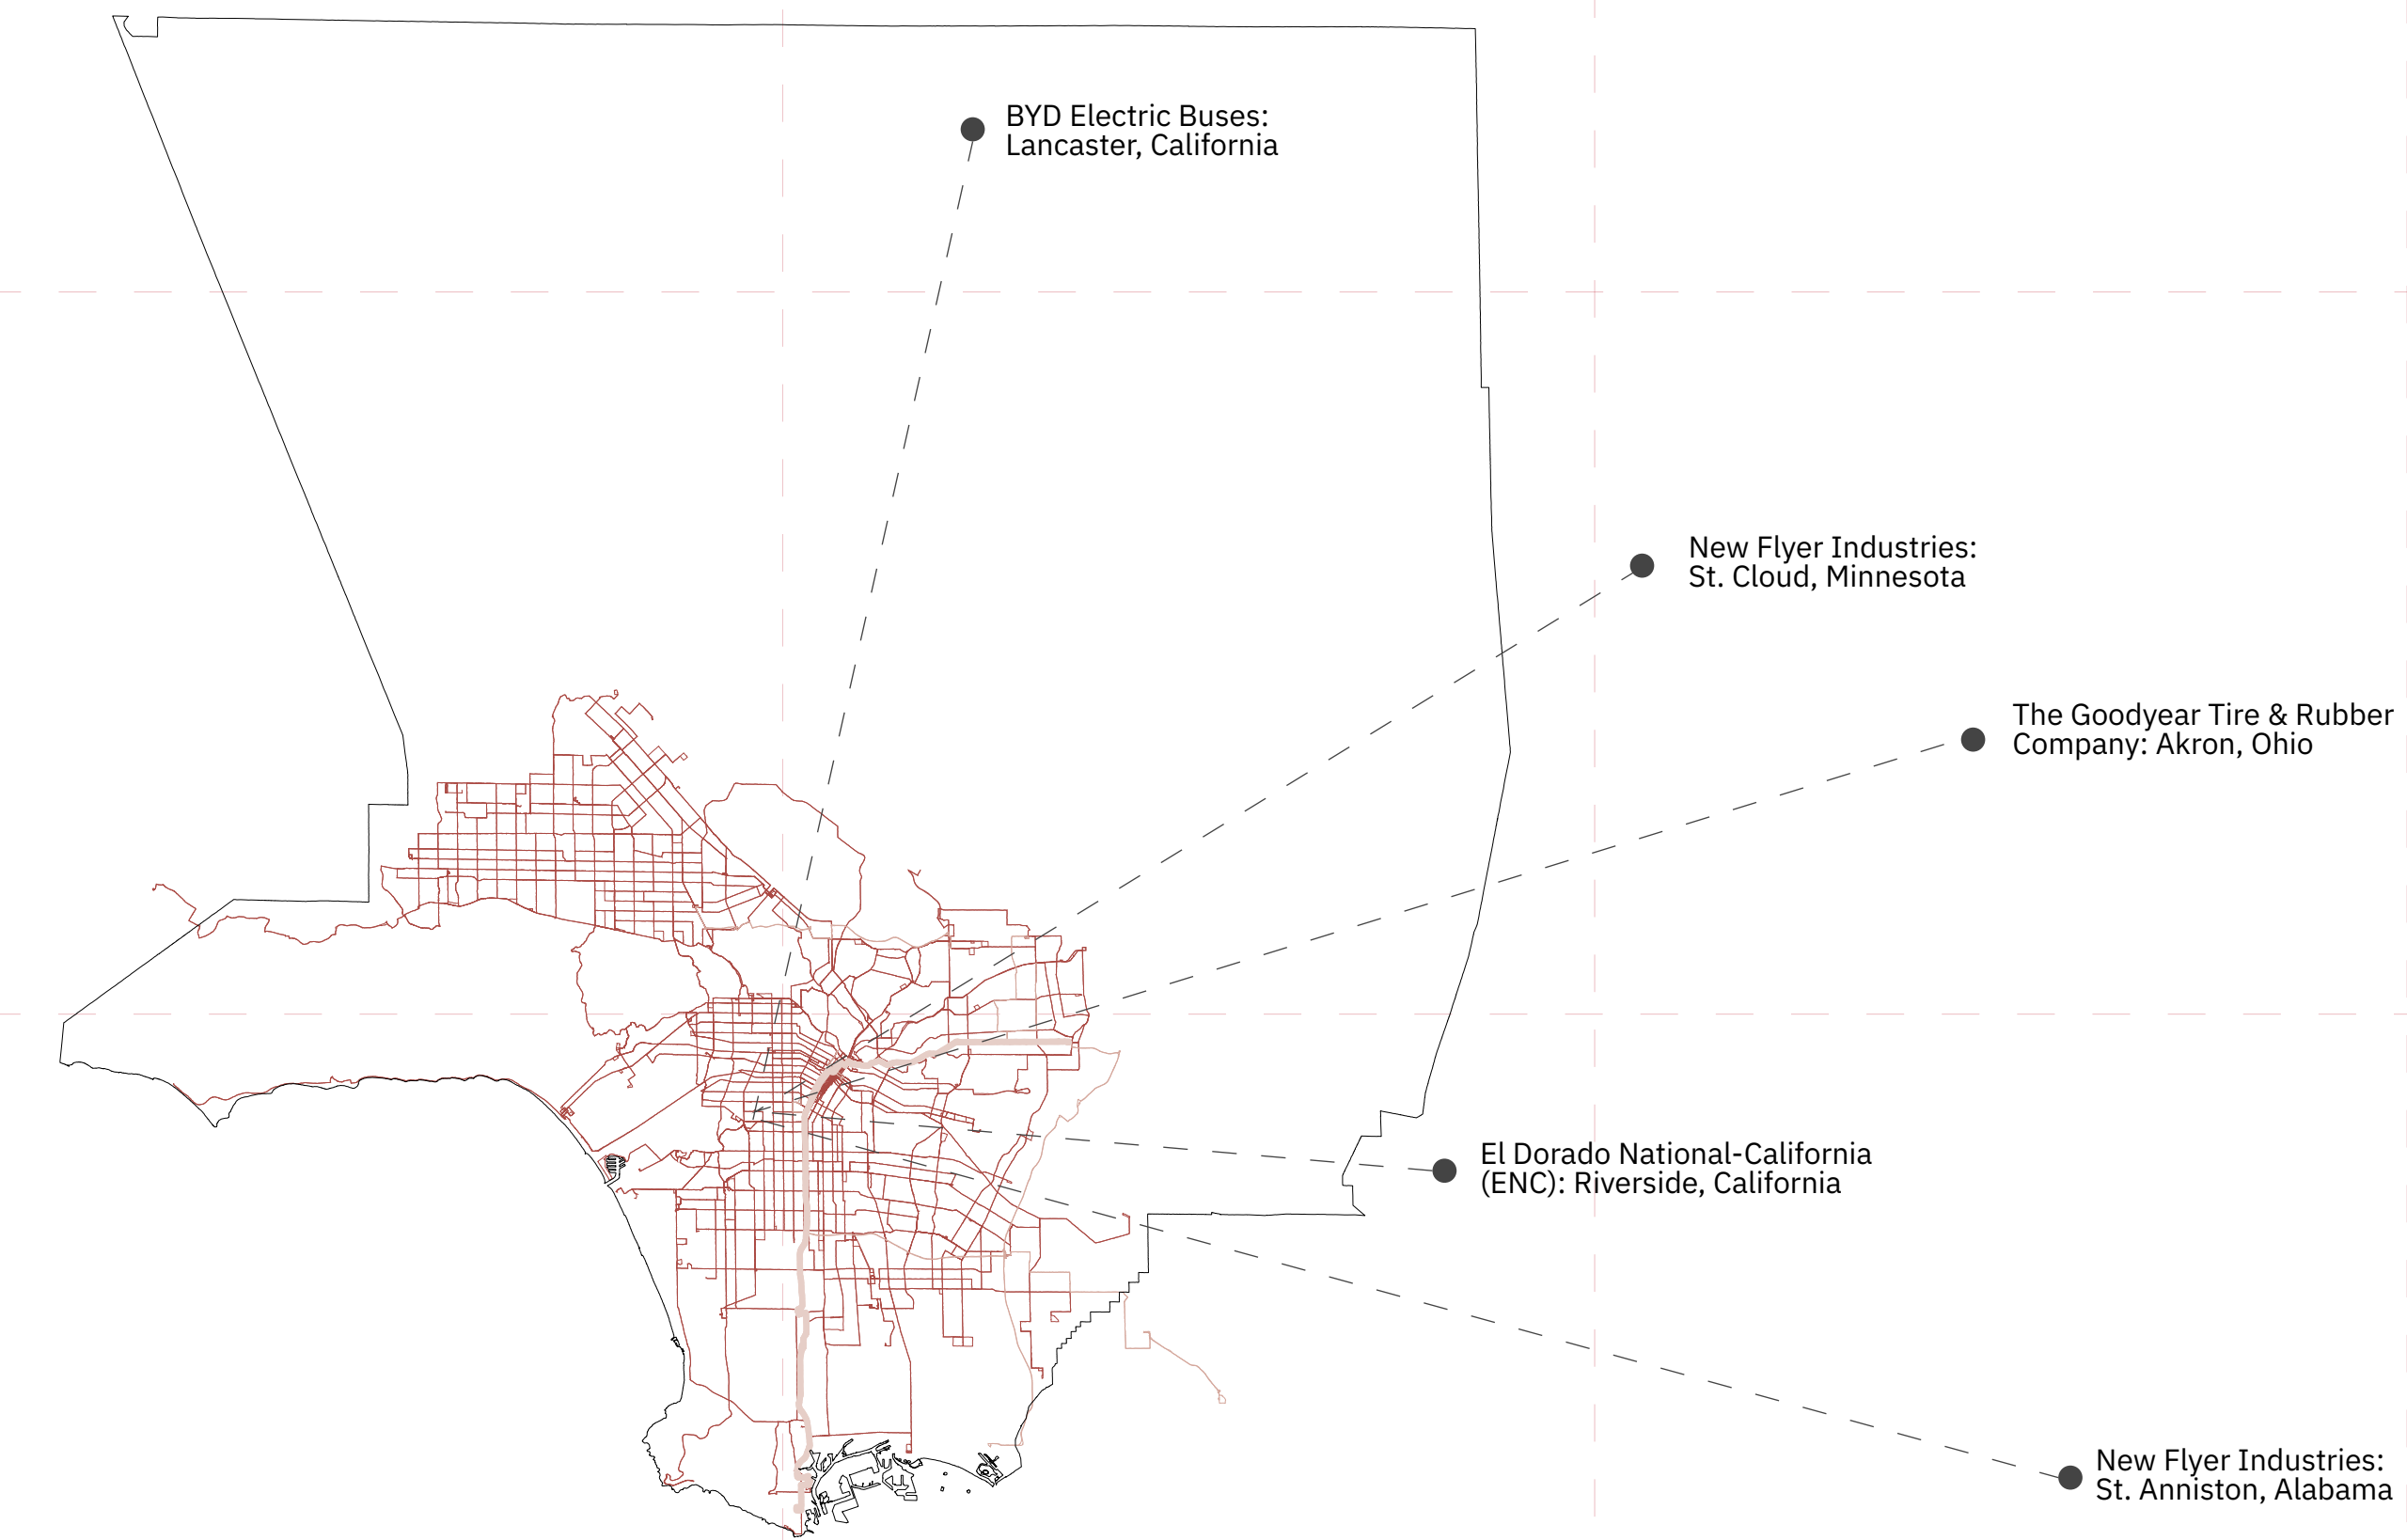 BYD Electric Buses:
Lancaster, California
New Flyer Industries:
St. Cloud, Minnesota
The Goodyear Tire & Rubber
Company: Akron, Ohio
El Dorado National-California
(ENC): Riverside, California
New Flyer Industries:
St. Anniston, Alabama